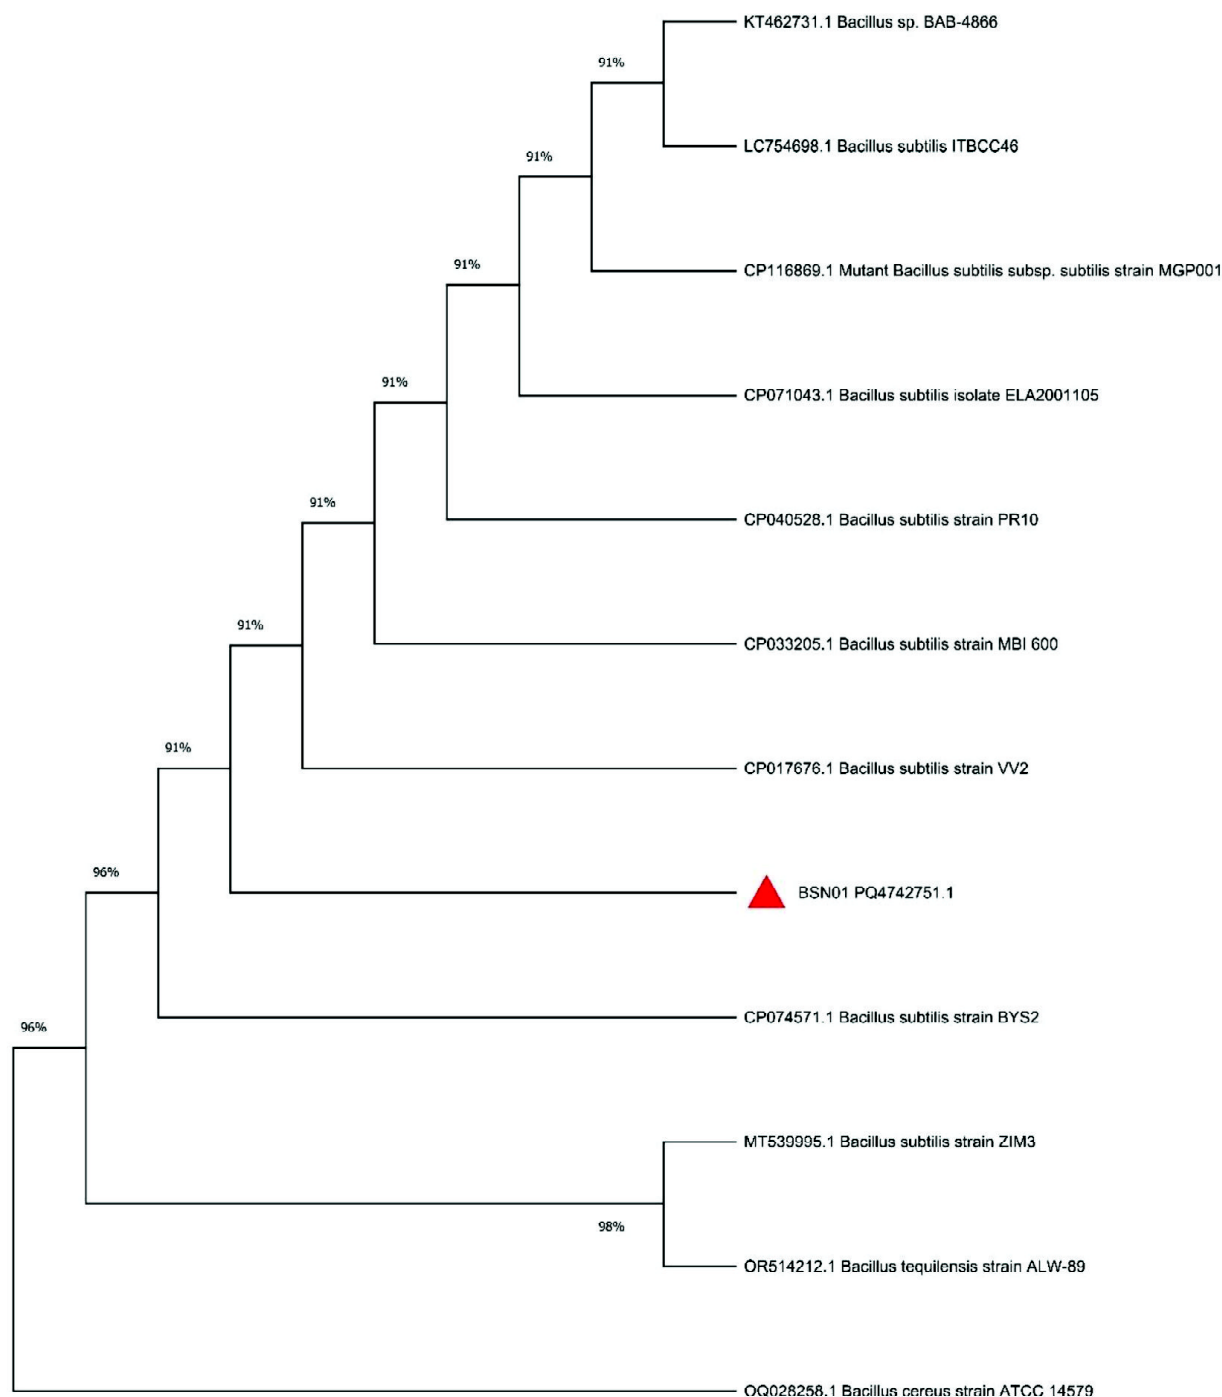 KT462731.1 Bacillus sp. BAB-4866
91%
LC754698.1 Bacillus subtilis ITBCC46
91%
CP116869.1 Mutant Bacillus subtilis subsp. subtilis strain MGP001
91%
CP071043.1 Bacillus subtilis isolate ELA2001105
91%
CP040528.1 Bacillus subtilis strain PR10
91%
CP033205.1 Bacillus subtilis strain MBI 600
91%
CP017676.1 Bacillus subtilis strain VV2
91%
96%
BSN01 PQ4742751.1
CP074571.1 Bacillus subtilis strain BYS2
96%
MT539995.1 Bacillus subtilis strain ZIM3
98%
OR514212.1 Bacillus tequilensis strain ALW-89
OQ028258.1 Bacillus cereus strain ATCC 14579